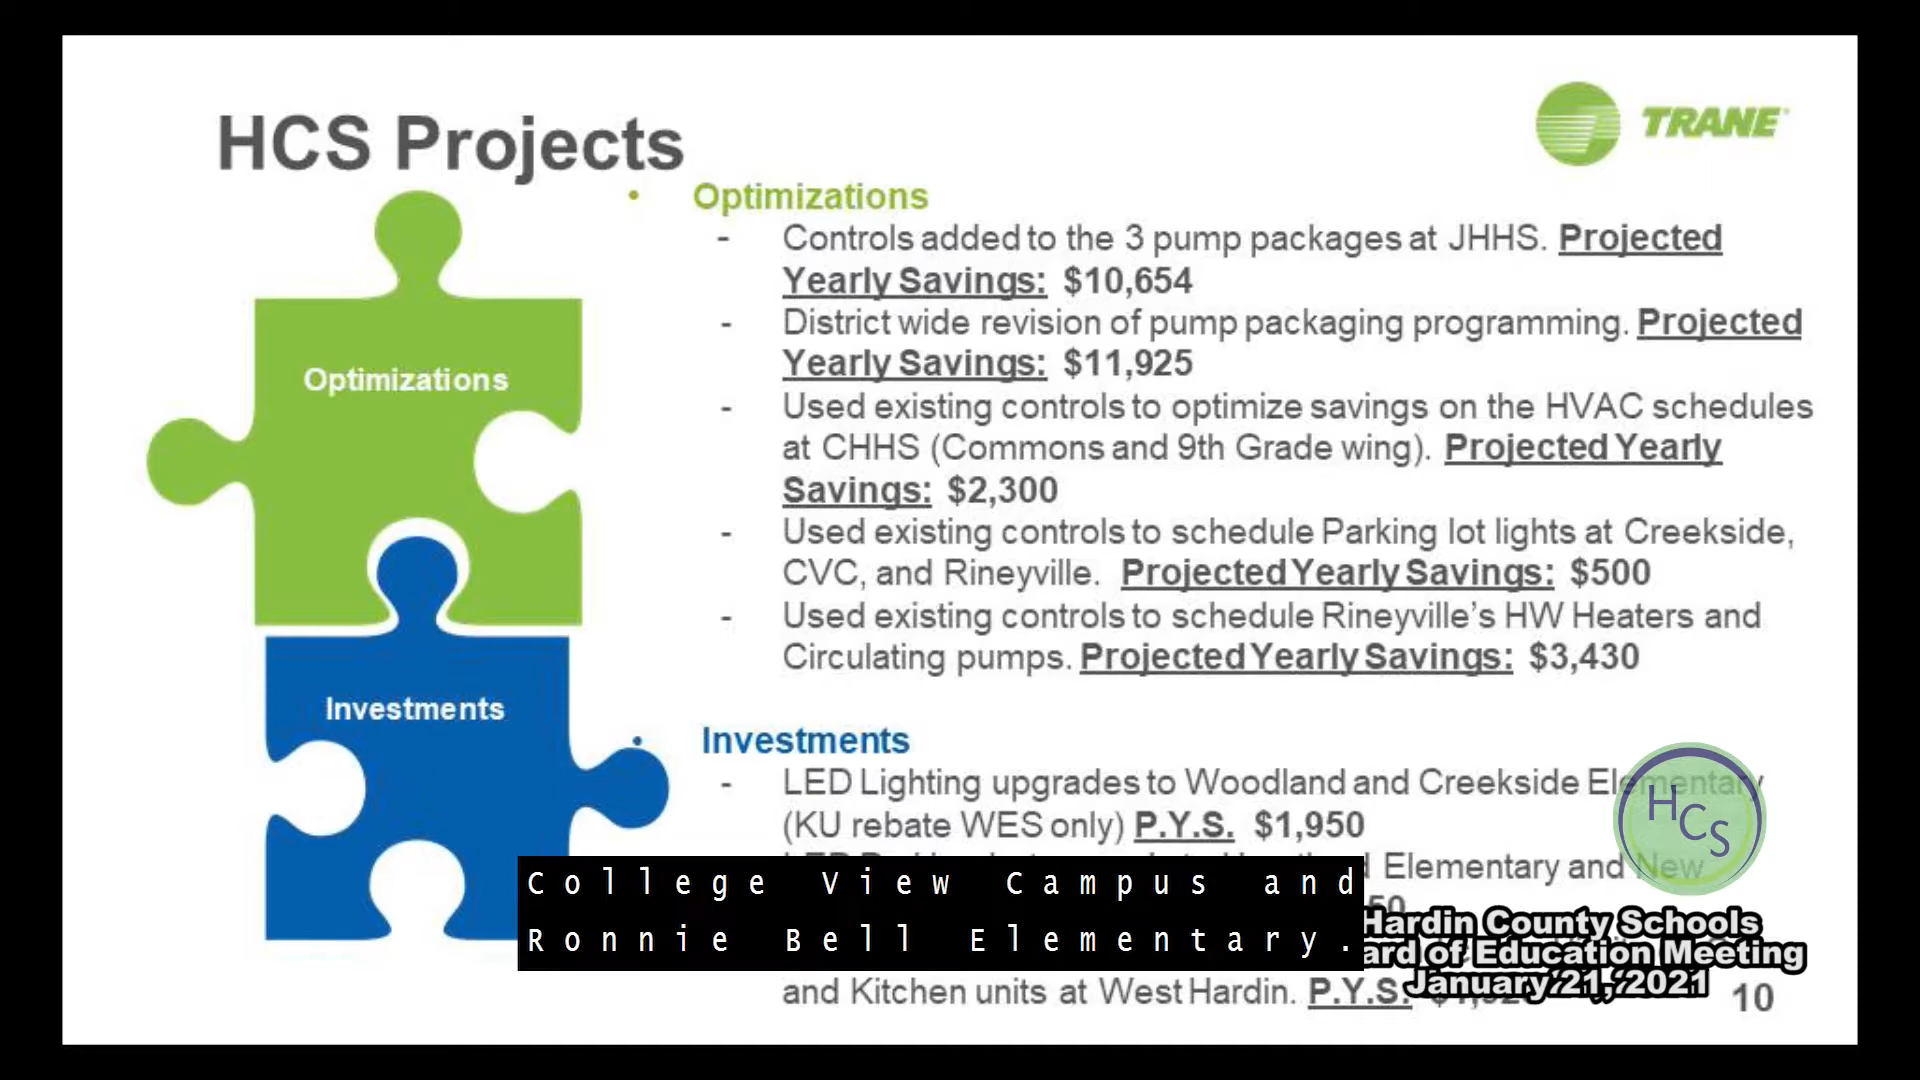 HCS Projects
TRANE
• Optimizations
- Controls added to the 3 pump packages at JHHS. Projected
Yearly Savings: $10,654
- District wide revision of pump packaging programming. Projected
Yearly Savings: $11,925
- Used existing controls to optimize savings on the HVAC schedules
at CHHS (Commons and 9th Grade wing). Projected Yearly
Savings: $2,300
- Used existing controls to schedule Parking lot lights at Creekside,
CVC, and Rineyville. Projected Yearly Savings: $500
- Used existing controls to schedule Rineyville's HW Heaters and
Circulating pumps. Projected Yearly Savings: $3,430
Optimizations
Investments
• Investments
- LED Lighting upgrades to Woodland and Creekside Elementary
(KU rebate WES only) P.Y.S. $1,950
Elementary and New
and Kitchen units at West Hardin. P.Y.S.
HCS
College View Campus and
Ronnie Bell Elementary.
Hardin County Schools
ard of Education Meeting
January 21, 2021
10